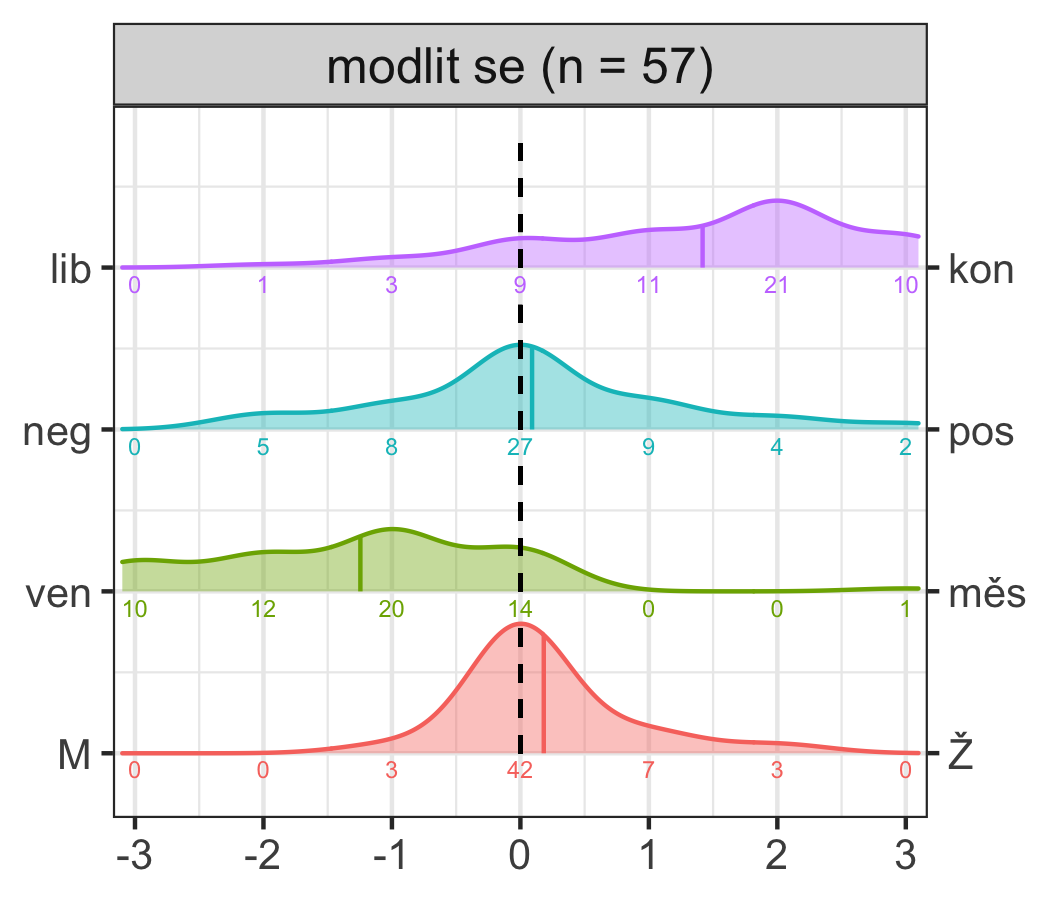 modlit se (n = 57)
lib kon
0 1 3 9 11 21 10
neg pos
0 5 8 27 9 4 2
ven měs
10 12 20 14 0 0 1
M Ž
0 0 3 42 7 3 0
-3 -2 -1 0 1 2 3